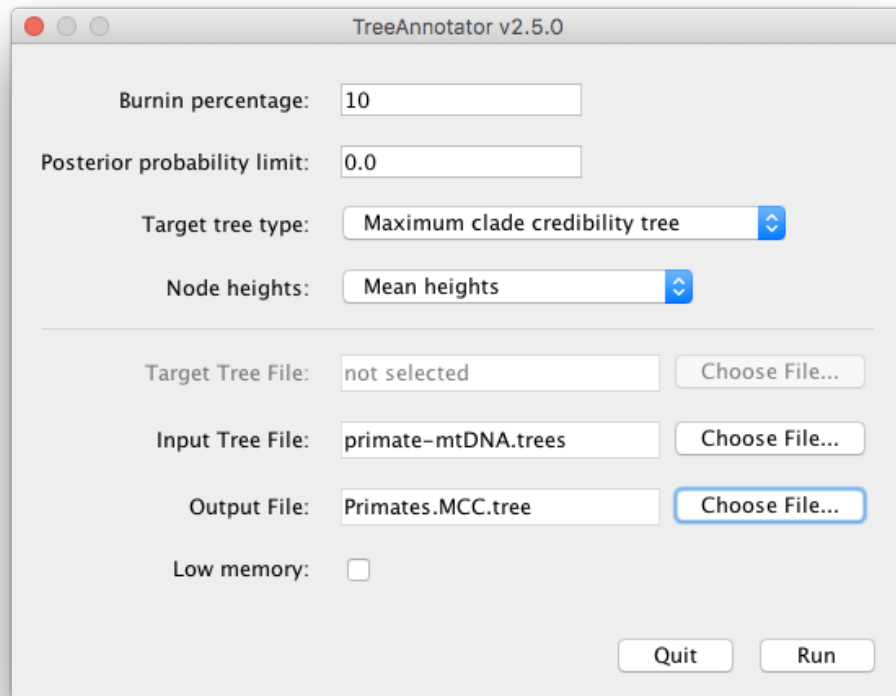 TreeAnnotator v2.5.0
Burnin percentage: 10
Posterior probability limit: 0.0
Target tree type: Maximum clade credibility tree
Node heights: Mean heights
Target Tree File: not selected Choose File...
Input Tree File: primate-mtDNA.trees Choose File...
Output File: Primates.MCC.tree Choose File...
Low memory:
Quit Run